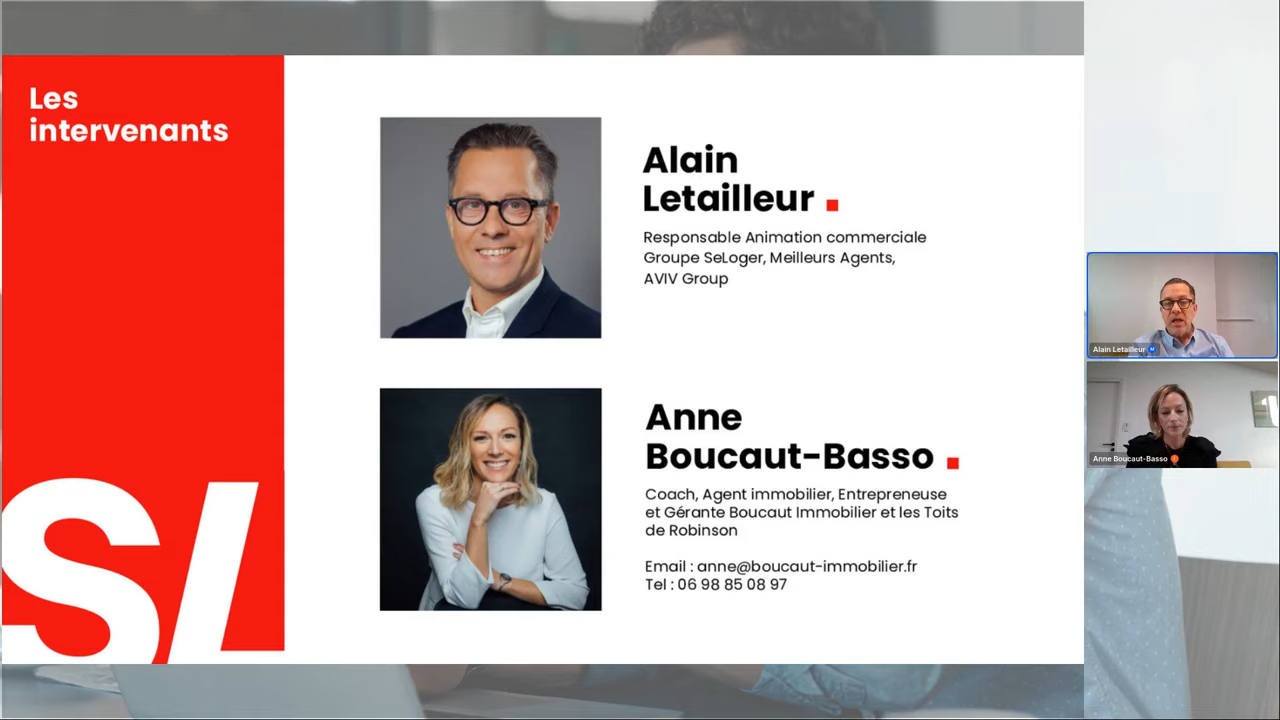 Les
intervenants
Alain
Letailleur
Responsable Animation commerciale
Groupe SeLoger, Meilleurs Agents,
AVIV Group
Anne
Boucaut-Basso
Coach, Agent immobilier, Entrepreneuse
et Gérante Boucaut Immobilier et les Toits
de Robinson
Email : anne@boucaut-immobilier.fr
Tel : 06 98 85 08 97
SL
Alain Letailleur M
Anne Boucaut-Basso